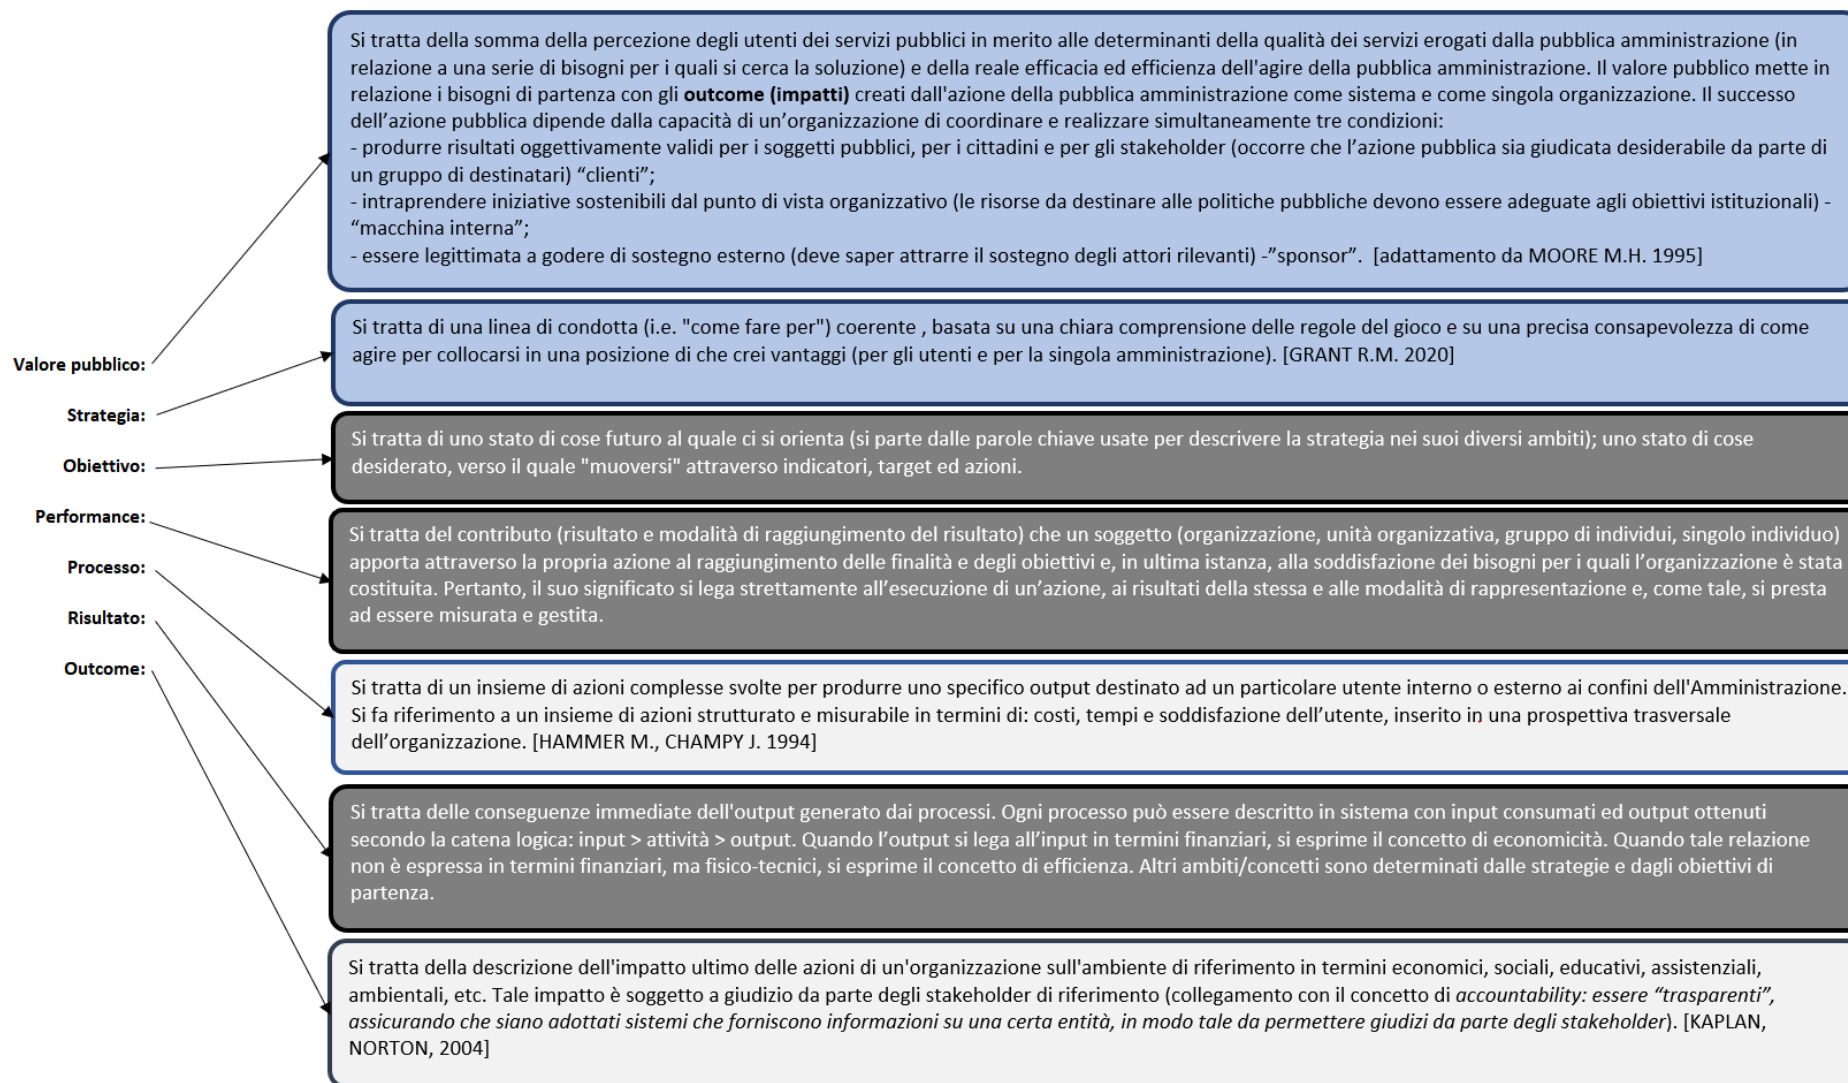 Si tratta della somma della percezione degli utenti dei servizi pubblici in merito alle determinanti della qualità dei servizi erogati dalla pubblica amministrazione (in
relazione a una serie di bisogni per i quali si cerca la soluzione) e della reale efficacia ed efficienza dell'agire della pubblica amministrazione. Il valore pubblico mette in
relazione i bisogni di partenza con gli outcome (impatti) creati dall'azione della pubblica amministrazione come sistema e come singola organizzazione. Il successo
dell’azione pubblica dipende dalla capacità di un’organizzazione di coordinare e realizzare simultaneamente tre condizioni:
- produrre risultati oggettivamente validi per i soggetti pubblici, per i cittadini e per gli stakeholder (occorre che l’azione pubblica sia giudicata desiderabile da parte di
un gruppo di destinatari) “clienti”;
- intraprendere iniziative sostenibili dal punto di vista organizzativo (le risorse da destinare alle politiche pubbliche devono essere adeguate agli obiettivi istituzionali) -
“macchina interna”;
- essere legittimata a godere di sostegno esterno (deve saper attrarre il sostegno degli attori rilevanti) -”sponsor”. [adattamento da MOORE M.H. 1995]
Si tratta di una linea di condotta (i.e. "come fare per") coerente , basata su una chiara comprensione delle regole del gioco e su una precisa consapevolezza di come
agire per collocarsi in una posizione di che crei vantaggi (per gli utenti e per la singola amministrazione). [GRANT R.M. 2020]
Valore pubblico:
Strategia:
Obiettivo:
Performance:
Processo:
Risultato:
Outcome:
Si tratta di uno stato di cose futuro al quale ci si orienta (si parte dalle parole chiave usate per descrivere la strategia nei suoi diversi ambiti); uno stato di cose
desiderato, verso il quale "muoversi" attraverso indicatori, target ed azioni.
Si tratta del contributo (risultato e modalità di raggiungimento del risultato) che un soggetto (organizzazione, unità organizzativa, gruppo di individui, singolo individuo)
apporta attraverso la propria azione al raggiungimento delle finalità e degli obiettivi e, in ultima istanza, alla soddisfazione dei bisogni per i quali l’organizzazione è stata
costituita. Pertanto, il suo significato si lega strettamente all’esecuzione di un’azione, ai risultati della stessa e alle modalità di rappresentazione e, come tale, si presta
ad essere misurata e gestita.
Si tratta di un insieme di azioni complesse svolte per produrre uno specifico output destinato ad un particolare utente interno o esterno ai confini dell'Amministrazione.
Si fa riferimento a un insieme di azioni strutturato e misurabile in termini di: costi, tempi e soddisfazione dell’utente, inserito in una prospettiva trasversale
dell’organizzazione. [HAMMER M., CHAMPY J. 1994]
Si tratta delle conseguenze immediate dell'output generato dai processi. Ogni processo può essere descritto in sistema con input consumati ed output ottenuti
secondo la catena logica: input > attività > output. Quando l’output si lega all’input in termini finanziari, si esprime il concetto di economicità. Quando tale relazione
non è espressa in termini finanziari, ma fisico-tecnici, si esprime il concetto di efficienza. Altri ambiti/concetti sono determinati dalle strategie e dagli obiettivi di
partenza.
Si tratta della descrizione dell'impatto ultimo delle azioni di un'organizzazione sull'ambiente di riferimento in termini economici, sociali, educativi, assistenziali,
ambientali, etc. Tale impatto è soggetto a giudizio da parte degli stakeholder di riferimento (collegamento con il concetto di accountability: essere “trasparenti”,
assicurando che siano adottati sistemi che forniscono informazioni su una certa entità, in modo tale da permettere giudizi da parte degli stakeholder). [KAPLAN,
NORTON, 2004]